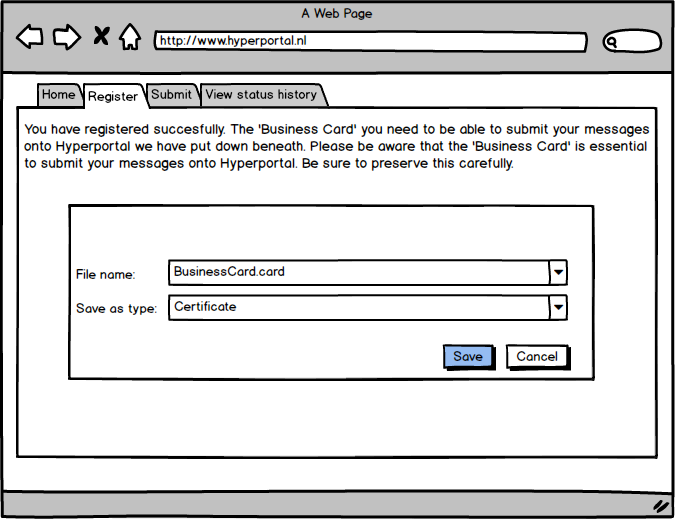 A Web Page
http://www.hyperportal.nl
Home Register Submit View status history
You have registered succesfully. The 'Business Card' you need to be able to submit your messages
onto Hyperportal we have put down beneath. Please be aware that the 'Business Card' is essential
to submit your messages onto Hyperportal. Be sure to preserve this carefully.
File name: BusinessCard.card
Save as type: Certificate
Save Cancel